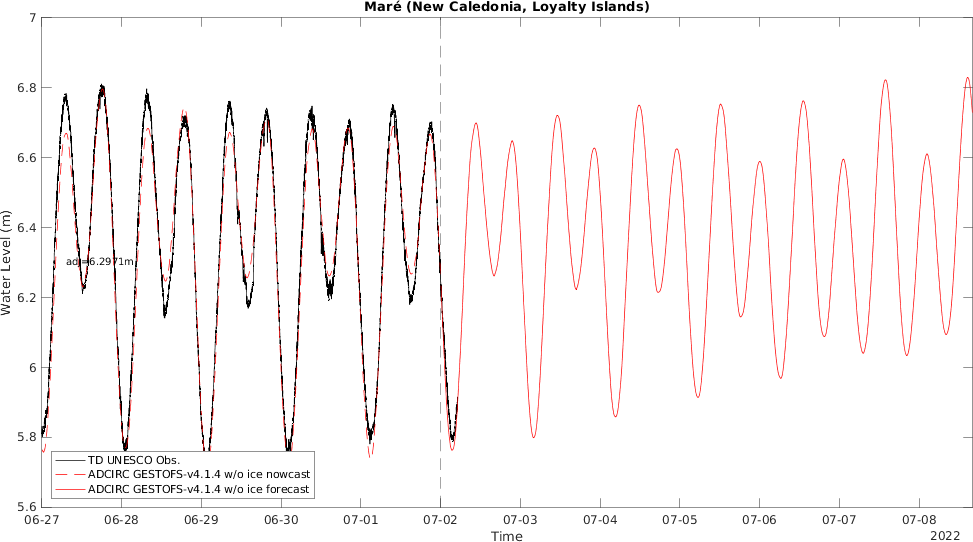 Maré (New Caledonia, Loyalty Islands)
7
6.8
6.6
6.4
6.2
6
5.8
5.6
Water Level (m)
adj=6.2971m
TD UNESCO Obs.
ADCIRC GESTOFS-v4.1.4 w/o ice nowcast
ADCIRC GESTOFS-v4.1.4 w/o ice forecast
06-27 06-28 06-29 06-30 07-01 07-02 07-03 07-04 07-05 07-06 07-07 07-08
Time
2022